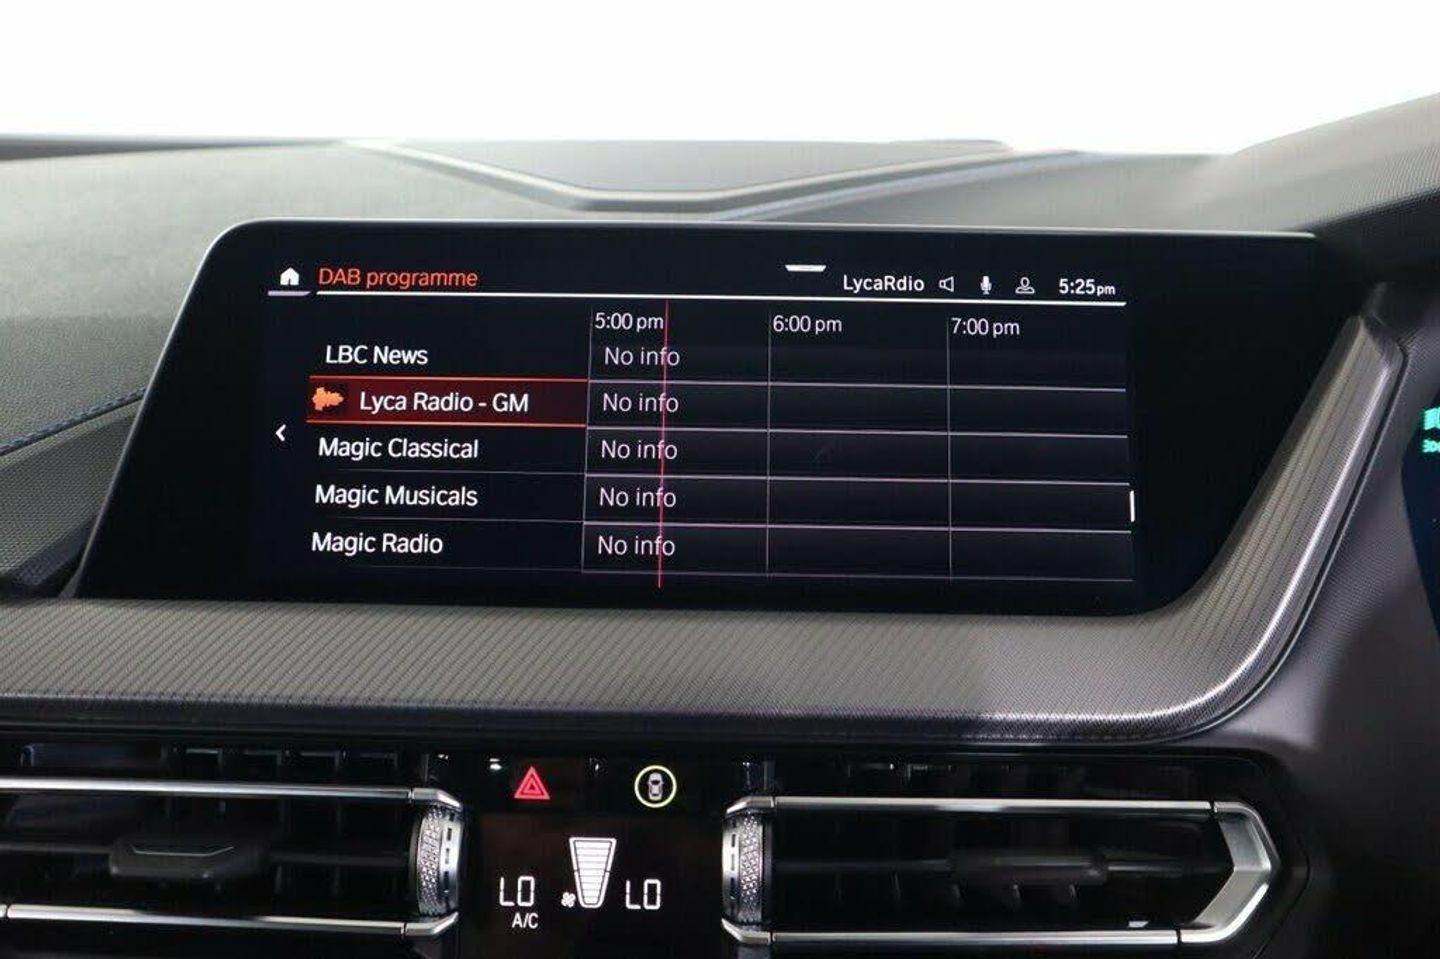 DAB programme
LycaRdio 5:25pm
5:00 pm 6:00 pm 7:00 pm
LBC News No info
Lyca Radio - GM No info
Magic Classical No info
Magic Musicals No info
Magic Radio No info
LO LO
A/C